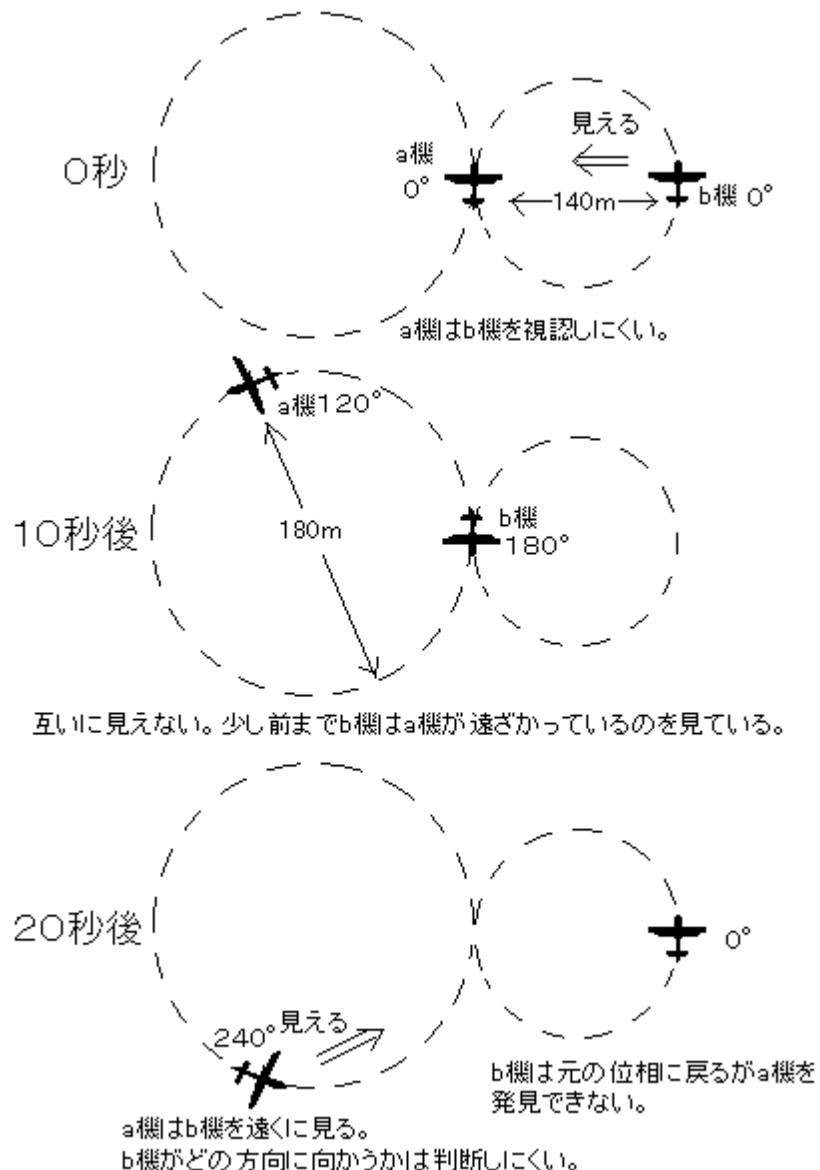 0秒
a機
0°
見える
140m
b機 0°
a機はb機を視認しにくい。
a機120°
10秒後
180m
b機
180°
互いに見えない。少し前までb機はa機が遠ざかっているのを見ている。
20秒後
0°
240°見える
b機は元の位相に戻るがa機を
発見できない。
a機はb機を遠くに見る。
b機がどの方向に向かうかは判断しにくい。